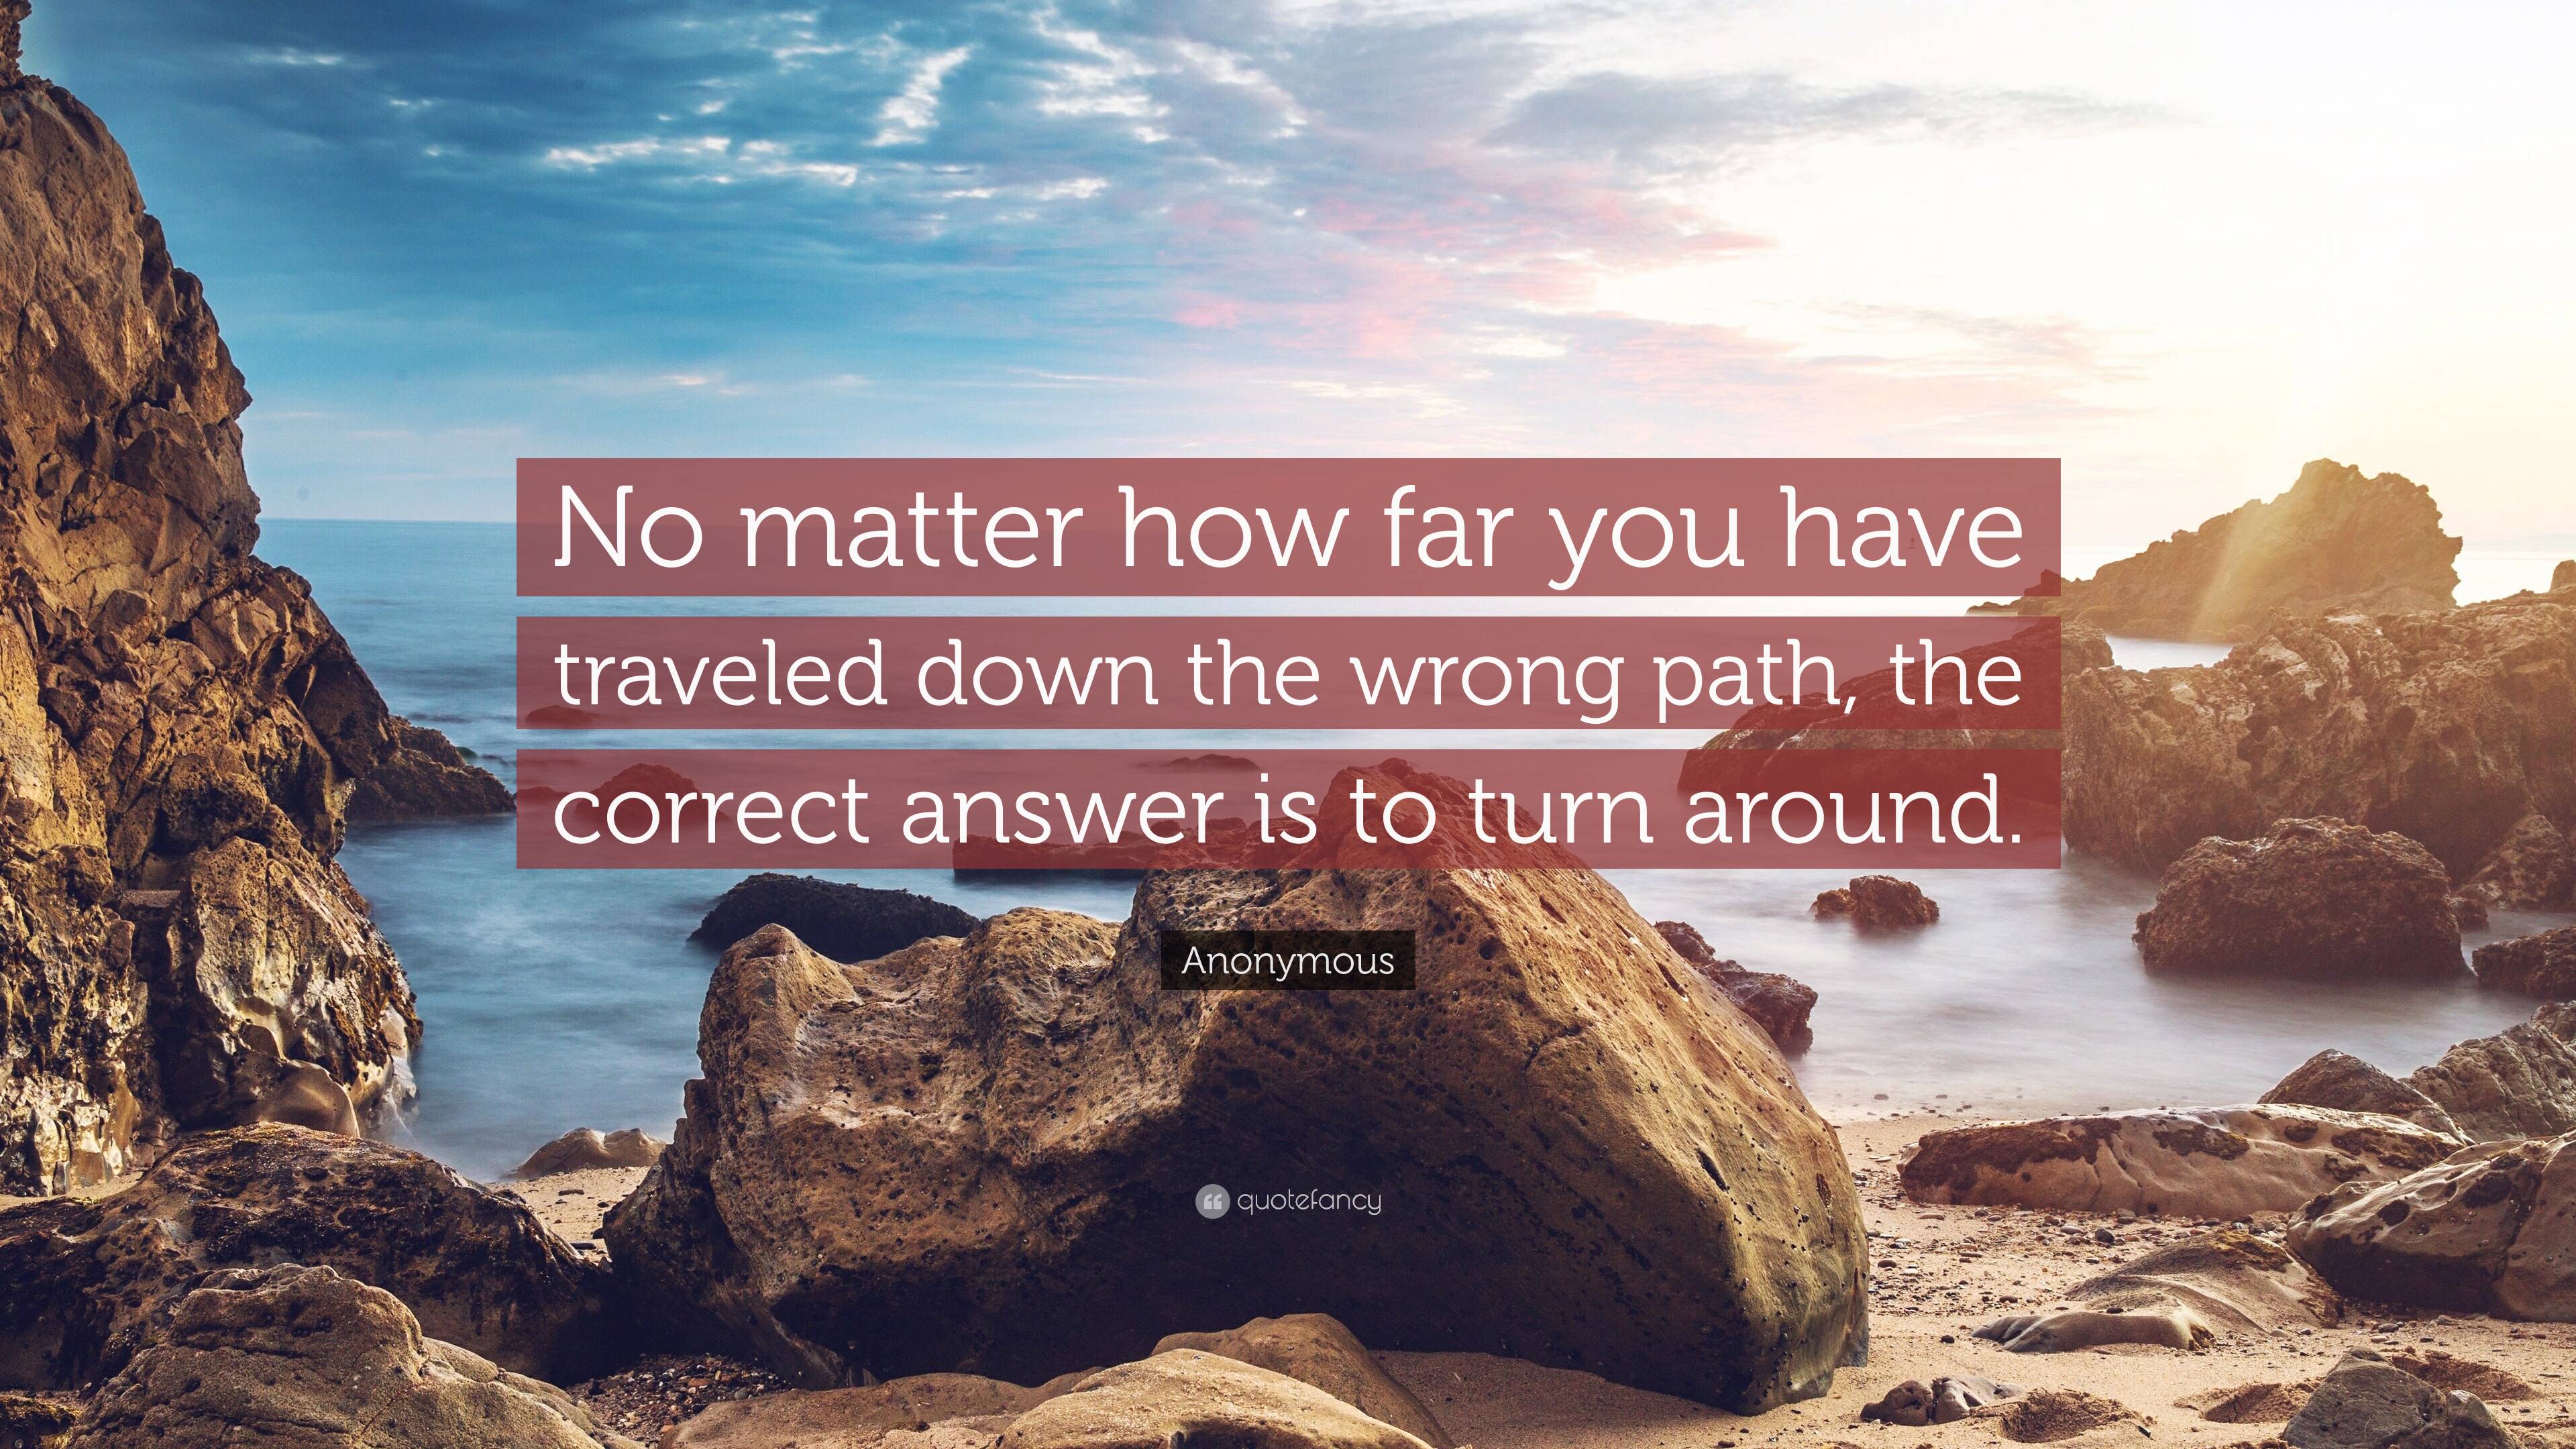 No matter how far you have
traveled down the wrong path, the
correct answer is to turn around.
Anonymous
quotefancy